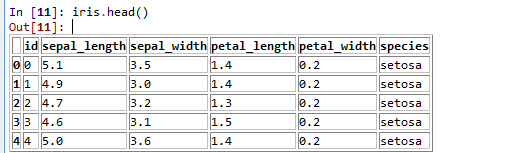 In [11]: iris.head()
Out[11]:
id sepal_length sepal_width petal_length petal_width species
0 0 5.1 3.5 1.4 0.2 setosa
1 1 4.9 3.0 1.4 0.2 setosa
2 2 4.7 3.2 1.3 0.2 setosa
3 3 4.6 3.1 1.5 0.2 setosa
4 4 5.0 3.6 1.4 0.2 setosa